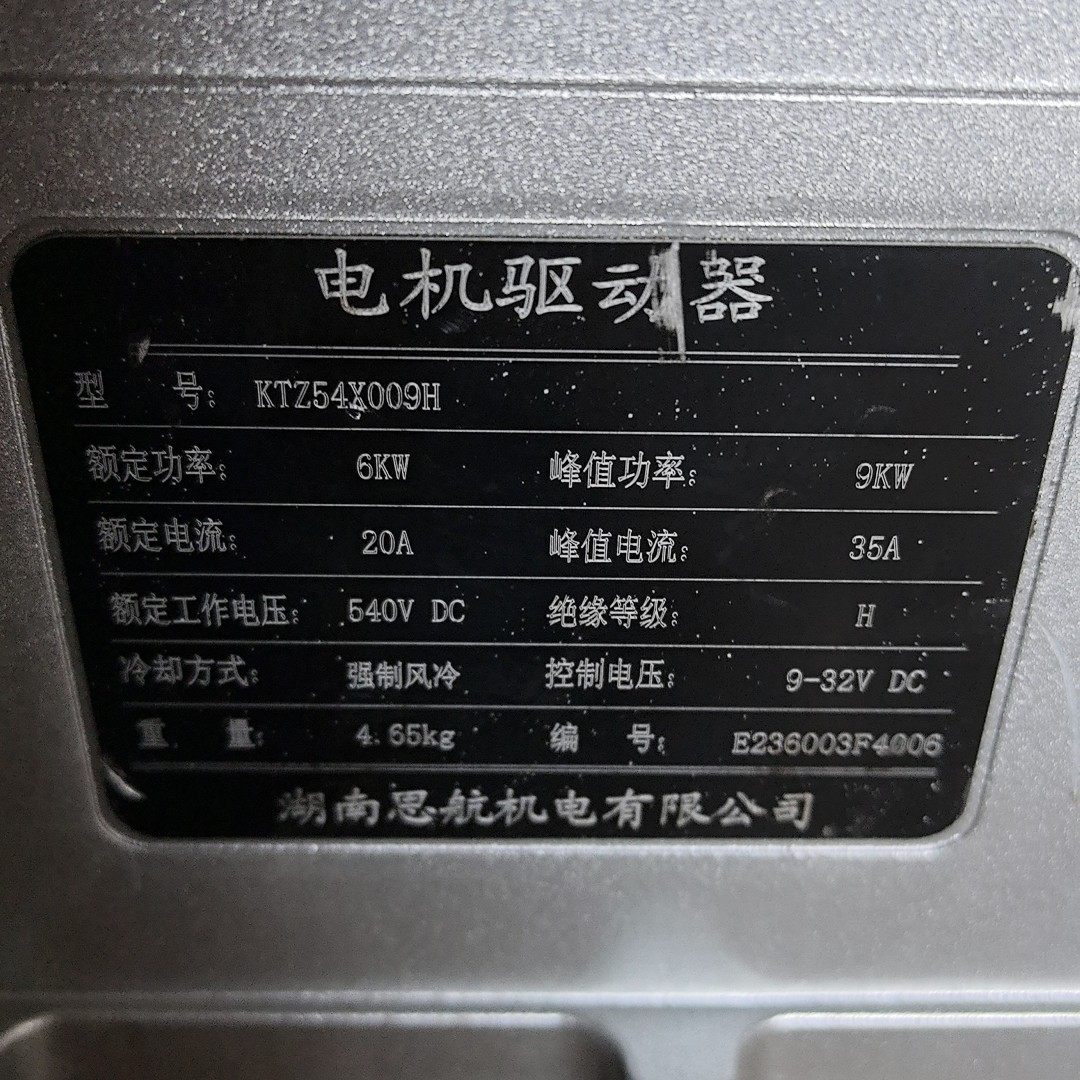 电机驱动器
型 号: KTZ54X009H
额定功率: 6KW 峰值功率: 9KW
额定电流: 20A 峰值电流: 35A
额定工作电压: 540V DC 绝缘等级: H
冷却方式: 强制风冷 控制电压: 9-32V DC
重 量: 4.65kg 编 号: E236003F4006
湖南思航机电有限公司